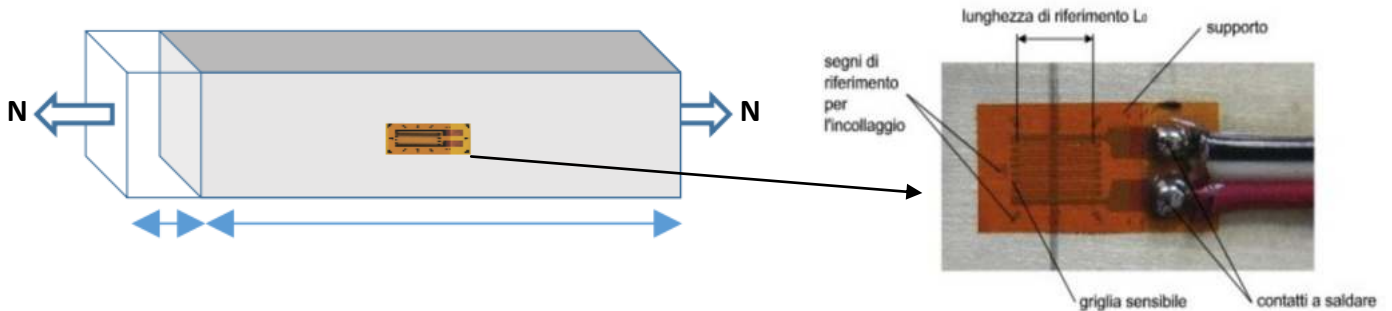 N
N
lunghezza di riferimento L₀
supporto
segni di
riferimento
per
l'incollaggio
griglia sensibile
contatti a saldare